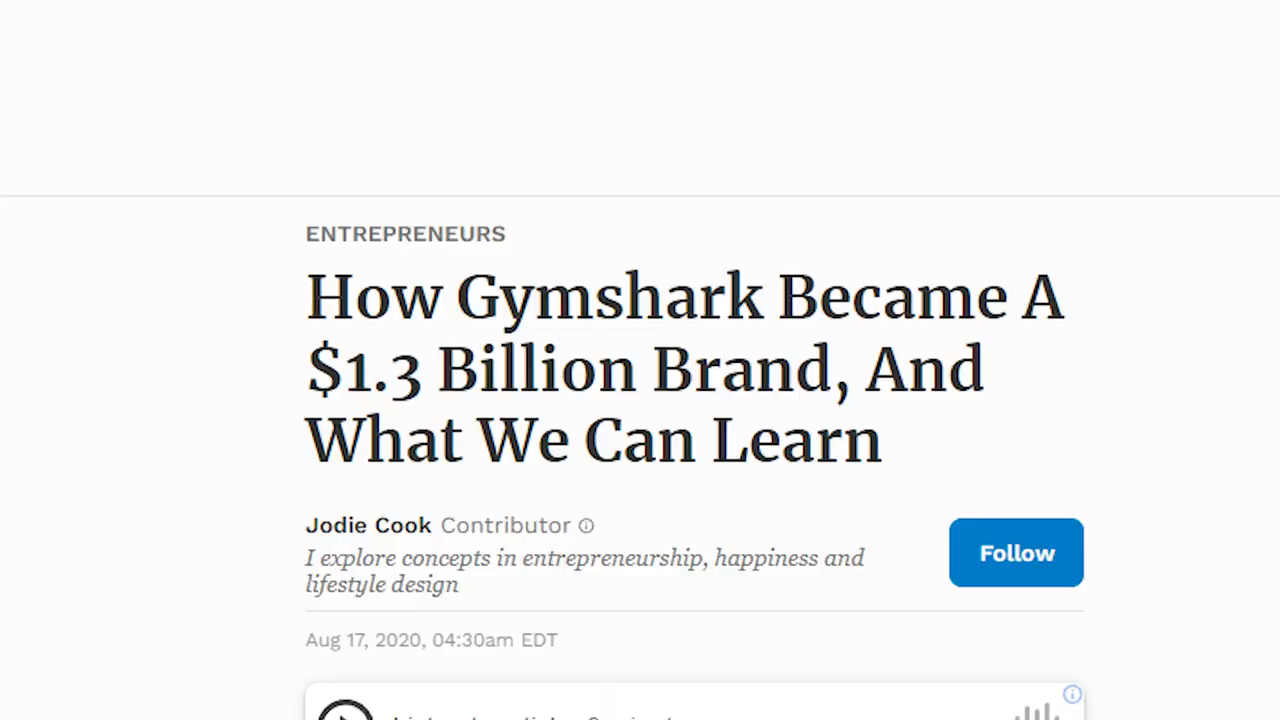 ENTREPRENEURS
How Gymshark Became A
$1.3 Billion Brand, And
What We Can Learn
Jodie Cook Contributor
I explore concepts in entrepreneurship, happiness and
lifestyle design
Follow
Aug 17, 2020, 04:30am EDT